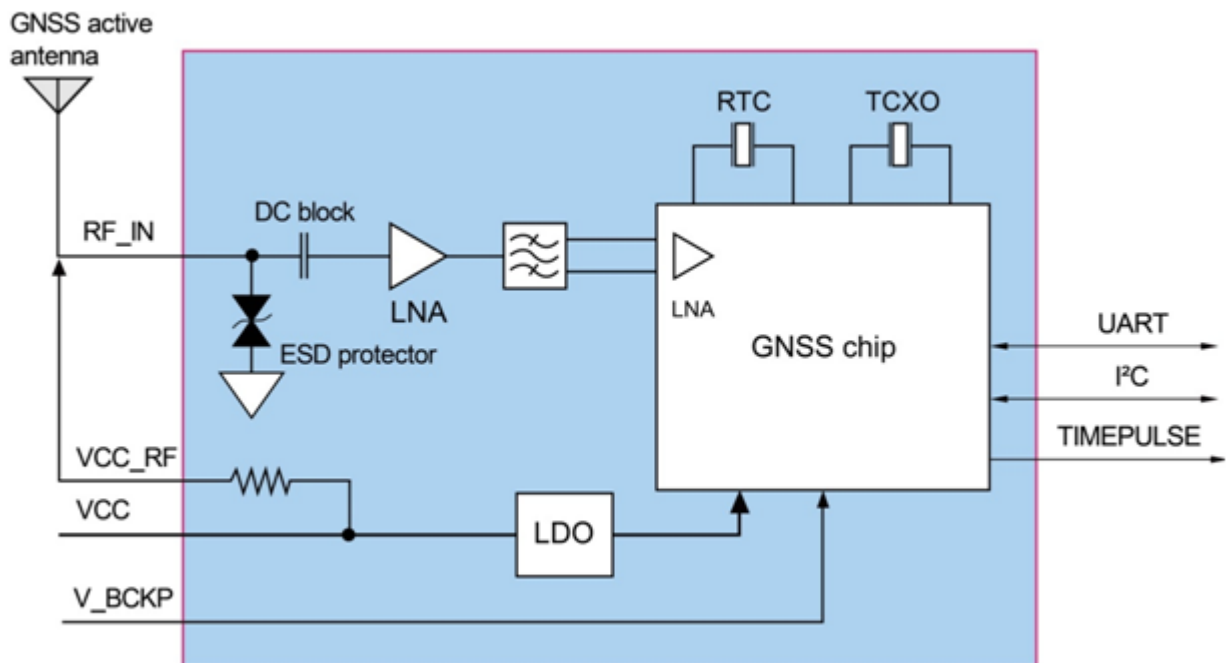 GNSS active
antenna
RTC
TCXO
DC block
RF_IN
LNA
LNA
GNSS chip
ESD protector
UART
I²C
TIMEPULSE
VCC_RF
VCC
LDO
V_BCKP